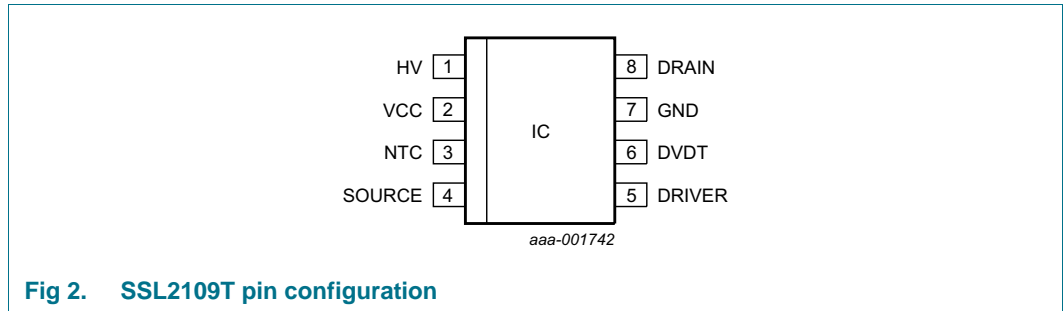 HV 1 8 DRAIN
VCC 2 7 GND
IC
NTC 3 6 DVDT
SOURCE 4 5 DRIVER
aaa-001742
Fig 2. SSL2109T pin configuration